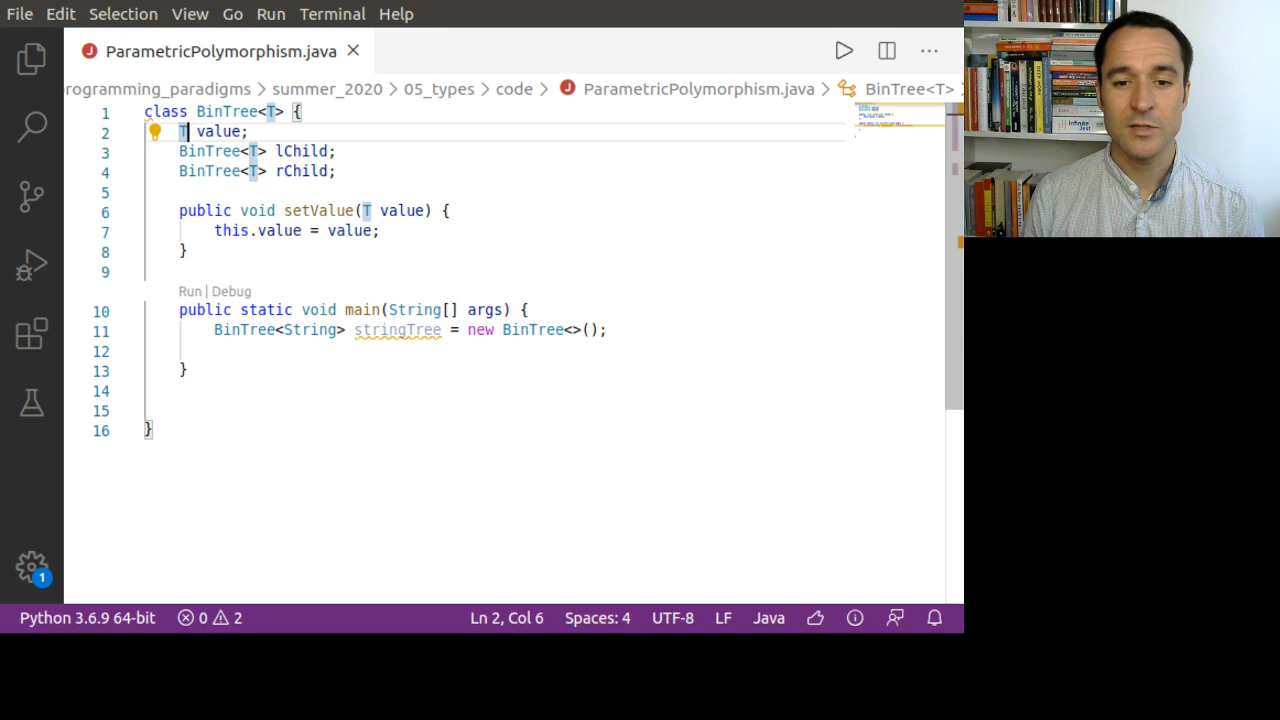 File Edit Selection View Go Run Terminal Help
J ParametricPolymorphism.java
rogramming_paradigms > summer_2020 > 05_types > code > J ParametricPolymorphism.java > BinTree<T> >
1 class BinTree<T> {
2 T value;
3 BinTree<T> lChild;
4 BinTree<T> rChild;
5
6 public void setValue(T value) {
7 this.value = value;
8 }
9
Run | Debug
10 public static void main(String[] args) {
11 BinTree<String> stringTree = new BinTree<>();
12
13 }
14
15
16 }
1
Python 3.6.9 64-bit 0 2 Ln 2, Col 6 Spaces: 4 UTF-8 LF Java
Infinite Jest